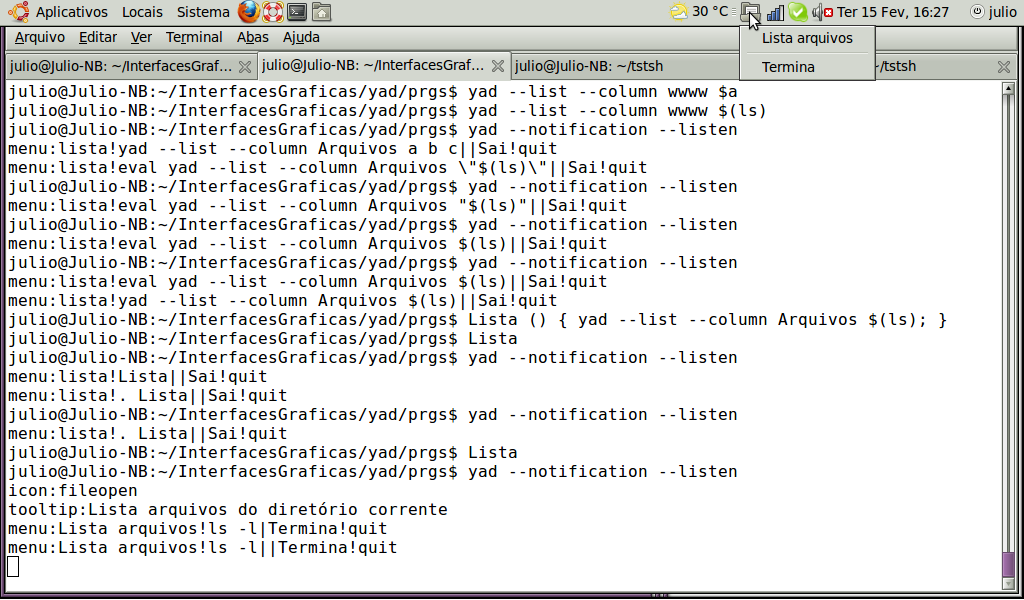 Aplicativos Locais Sistema 30 °C Ter 15 Fev, 16:27 julio
Arquivo Editar Ver Terminal Abas Ajuda
Lista arquivos
Termina
julio@Julio-NB: ~/InterfacesGraf... julio@Julio-NB: ~/InterfacesGraf... julio@Julio-NB: ~/tstsh ~/tstsh
julio@Julio-NB:~/InterfacesGraficas/yad/prgs$ yad --list --column wwww $a
julio@Julio-NB:~/InterfacesGraficas/yad/prgs$ yad --list --column wwww $(ls)
julio@Julio-NB:~/InterfacesGraficas/yad/prgs$ yad --notification --listen
menu:lista!yad --list --column Arquivos a b c||Sai!quit
menu:lista!eval yad --list --column Arquivos \"$(ls)\"||Sai!quit
julio@Julio-NB:~/InterfacesGraficas/yad/prgs$ yad --notification --listen
menu:lista!eval yad --list --column Arquivos "$(ls)"||Sai!quit
julio@Julio-NB:~/InterfacesGraficas/yad/prgs$ yad --notification --listen
menu:lista!eval yad --list --column Arquivos $(ls)||Sai!quit
julio@Julio-NB:~/InterfacesGraficas/yad/prgs$ yad --notification --listen
menu:lista!eval yad --list --column Arquivos $(ls)||Sai!quit
menu:lista!yad --list --column Arquivos $(ls)||Sai!quit
julio@Julio-NB:~/InterfacesGraficas/yad/prgs$ Lista () { yad --list --column Arquivos $(ls); }
julio@Julio-NB:~/InterfacesGraficas/yad/prgs$ Lista
julio@Julio-NB:~/InterfacesGraficas/yad/prgs$ yad --notification --listen
menu:lista!Lista||Sai!quit
menu:lista!. Lista||Sai!quit
julio@Julio-NB:~/InterfacesGraficas/yad/prgs$ yad --notification --listen
menu:lista!. Lista||Sai!quit
julio@Julio-NB:~/InterfacesGraficas/yad/prgs$ Lista
julio@Julio-NB:~/InterfacesGraficas/yad/prgs$ yad --notification --listen
icon:fileopen
tooltip:Lista arquivos do diretório corrente
menu:Lista arquivos!ls -l|Termina!quit
menu:Lista arquivos!ls -l||Termina!quit